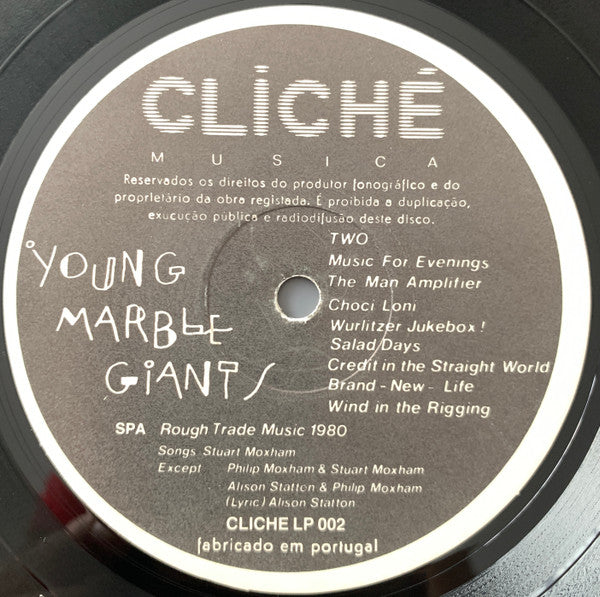 CLiCHÉ
MUSICA
Reservados os direitos do produtor fonográfico e do
proprietário da obra registada. É proibida a duplicação,
exucução pública e radiodifusão deste disco.
YOUNG
MARBLE
GiANTS
TWO
Music For Evenings
The Man Amplifier
Choci Loni
Wurlitzer Jukebox!
Salad Days
Credit in the Straight World
Brand-New-Life
Wind in the Rigging
SPA Rough Trade Music 1980
Songs Stuart Moxham
Except Philip Moxham & Stuart Moxham
Alison Statton & Philip Moxham
(Lyric) Alison Statton
CLICHE LP 002
fabricado em portugal